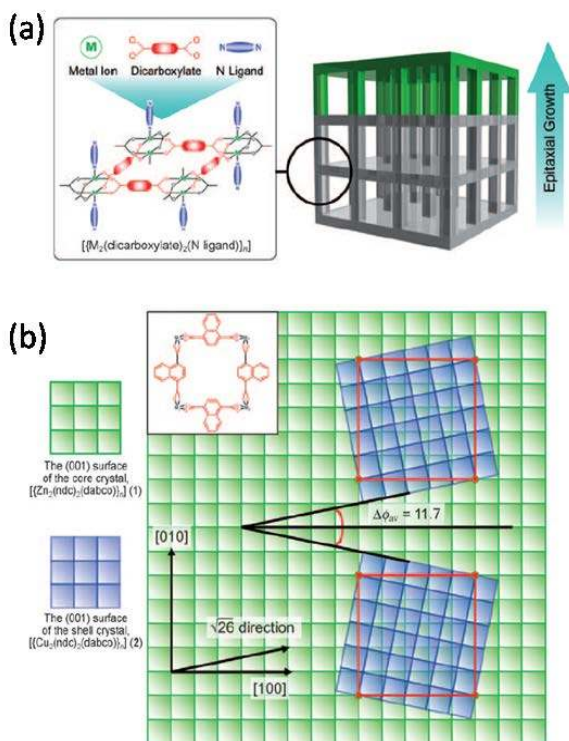 (a)
M
N N
Metal Ion Dicarboxylate N Ligand
[{M2(dicarboxylate)2(N ligand)}n]
Epitaxial Growth
(b)
The (001) surface
of the core crystal,
[{Zn2(ndc)2(dabco)}n] (1)
The (001) surface
of the shell crystal,
[{Cu2(ndc)2(dabco)}n] (2)
Δϕav = 11.7
[010]
√26 direction
[100]